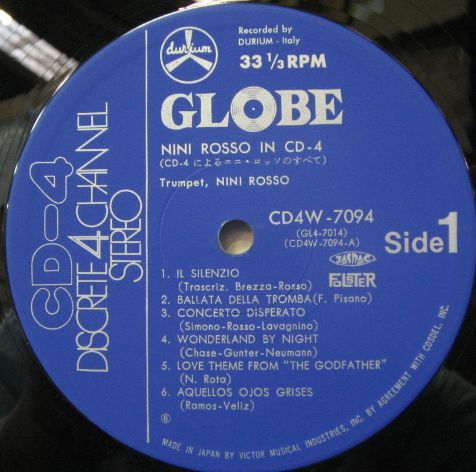 durium
Recorded by
DURIUM - Italy
33 1/3 RPM
GLOBE
NINI ROSSO IN CD-4
(CD-4 によるニニ・ロッソのすべて)
Trumpet, NINI ROSSO
CD-4
DISCRETE 4 CHANNEL
STEREO
CD4W-7094
(GL4-7014)
(CD4W-7094-A)
Side 1
JASRAC
FOLSTER
1. IL SILENZIO
(Trascriz. Brezza-Rosso)
2. BALLATA DELLA TROMBA (F. Pisano)
3. CONCERTO DISPERATO
(Simono-Rosso-Lavagnino)
4. WONDERLAND BY NIGHT
(Chase-Gunter-Neumann)
5. LOVE THEME FROM "THE GODFATHER"
(N. Rota)
6. AQUELLOS OJOS GRISES
(Ramos-Veliz)
6
MADE IN JAPAN BY VICTOR MUSICAL INDUSTRIES, INC. BY AGREEMENT WITH COSDEL, INC.